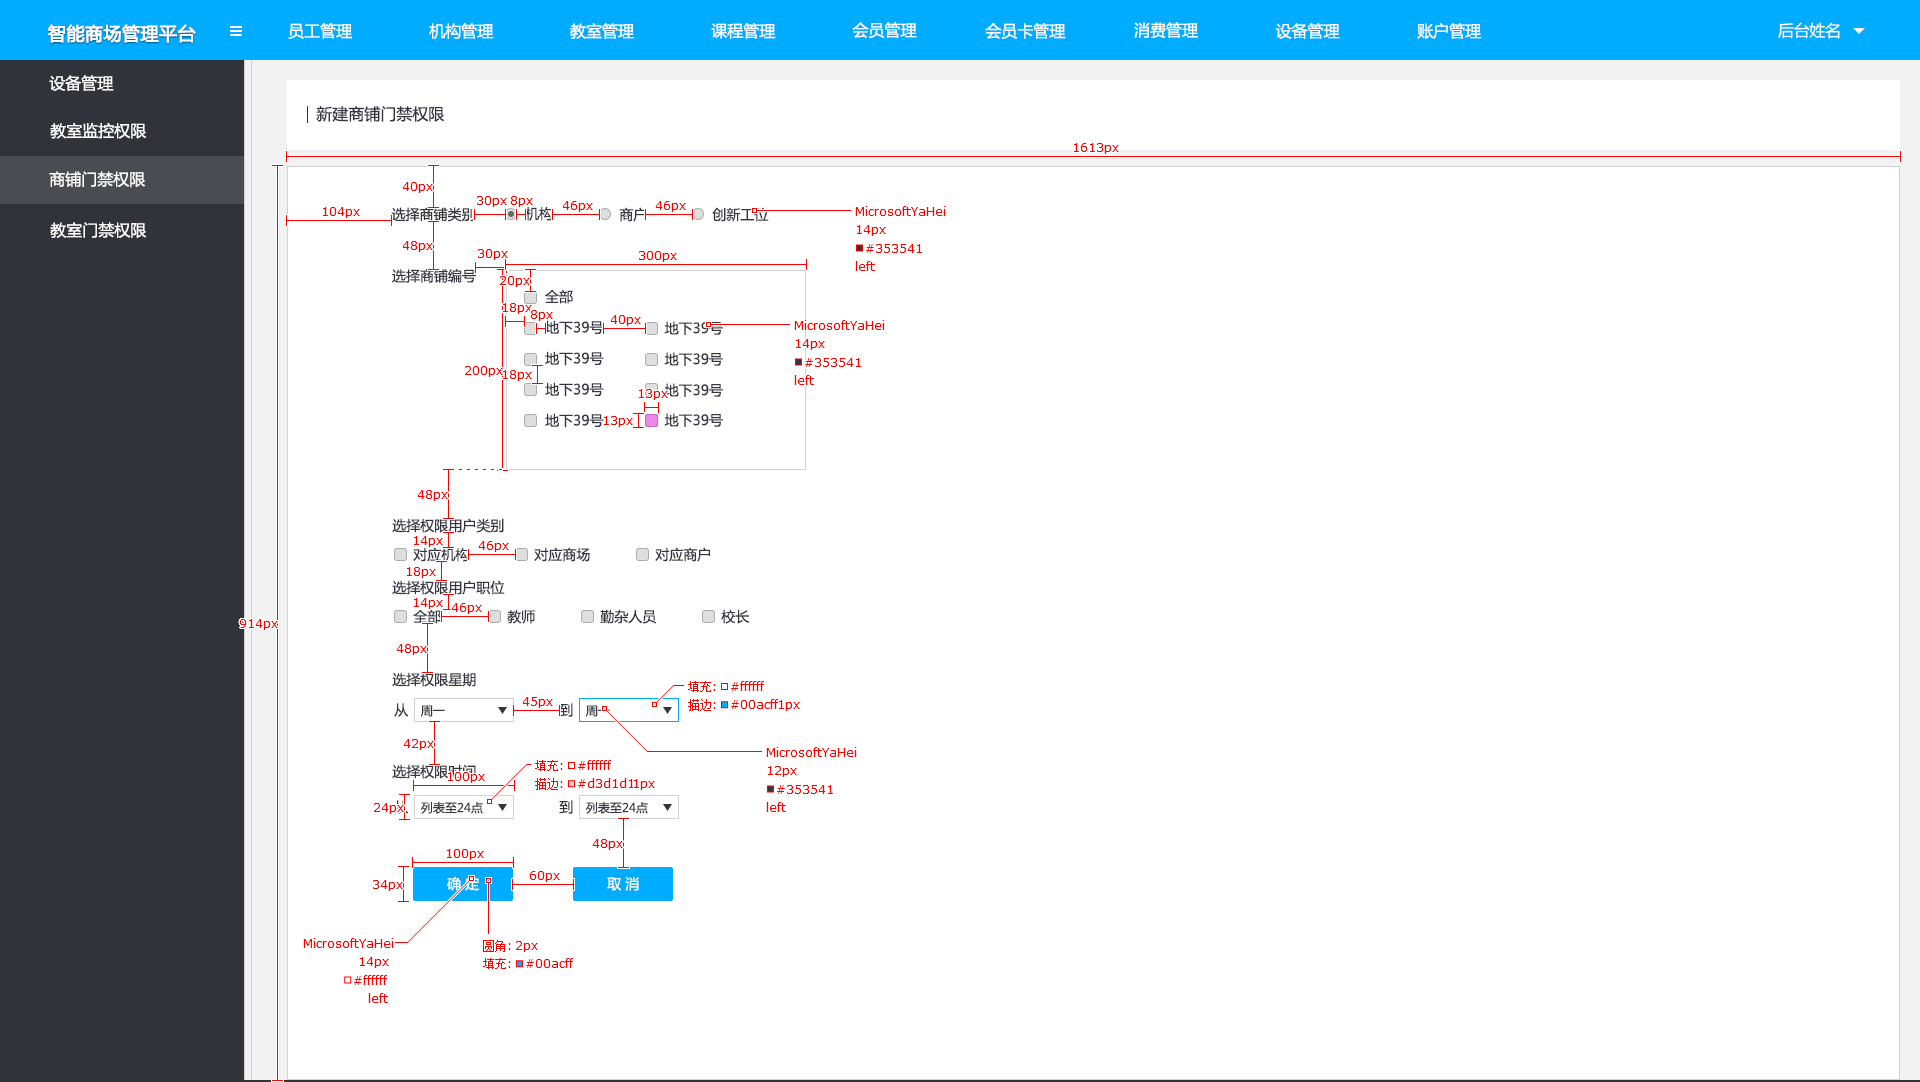 智能商场管理平台 员工管理 机构管理 教室管理 课程管理 会员管理 会员卡管理 消费管理 设备管理 账户管理 后台姓名
设备管理
教室监控权限
商铺门禁权限
教室门禁权限
新建商铺门禁权限
1613px
40px
104px 选择商铺类别 30px 8px 机构 46px 商户 46px 创新工位
MicrosoftYaHei
14px
#353541
left
48px
30px 300px
选择商铺编号
20px
全部
18px 8px
地下39号 40px 地下39号
MicrosoftYaHei
14px
#353541
left
地下39号 地下39号
200px 18px
地下39号 地下39号
13px
地下39号 13px 地下39号
48px
选择权限用户类别
14px
对应机构 46px 对应商场 对应商户
18px
选择权限用户职位
14px
全部 46px 教师 勤杂人员 校长
914px
48px
选择权限星期
从 周一 45px 到 周一
填充: #ffffff
描边: #00acff1px
42px
MicrosoftYaHei
12px
#353541
left
选择权限时间
100px
填充: #ffffff
描边: #d3d1d11px
24px 列表至24点 到 列表至24点
48px
100px
34px 确 定 60px 取 消
MicrosoftYaHei
14px
#ffffff
left
圆角: 2px
填充: #00acff